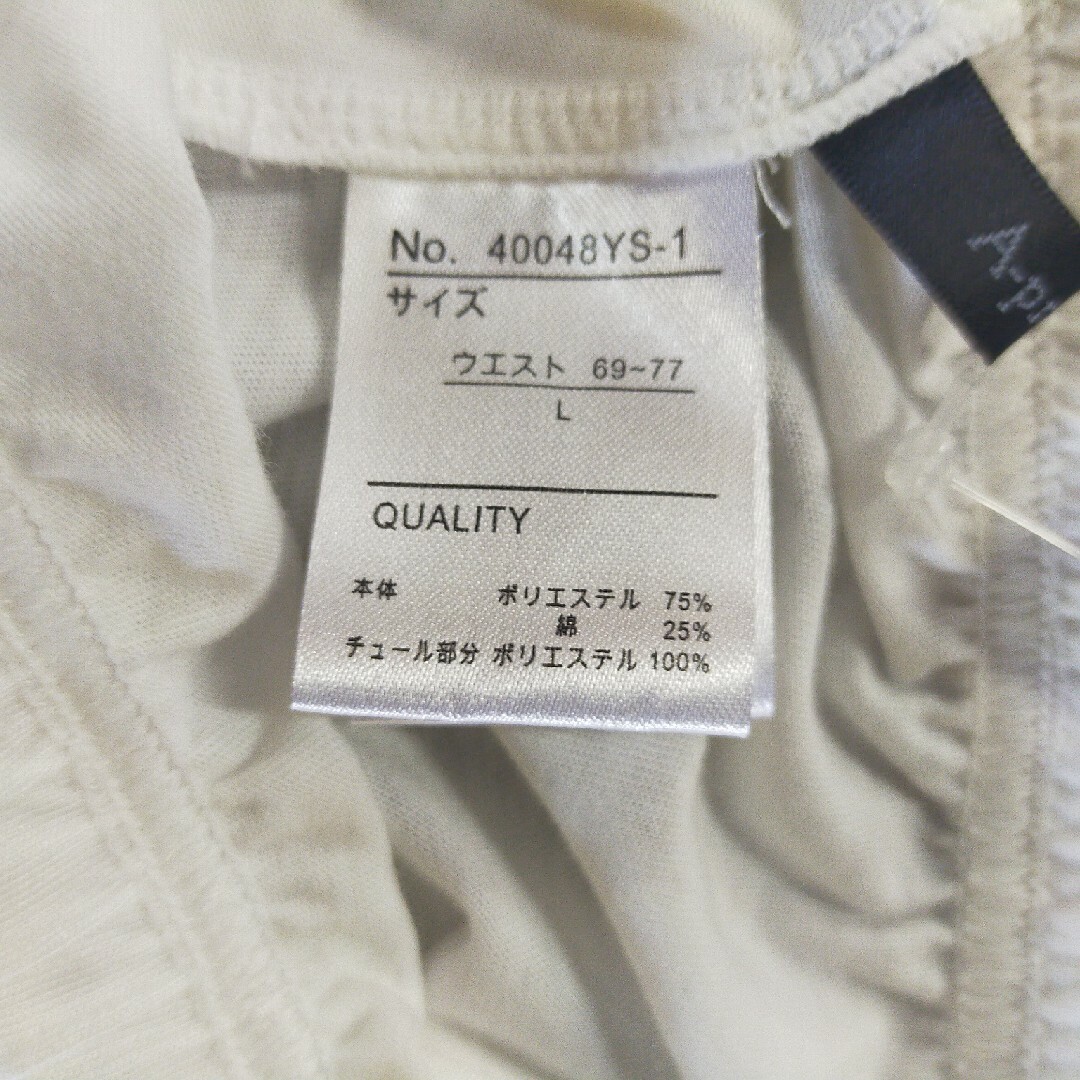 No. 40048YS-1
サイズ
ウエスト 69~77
L
QUALITY
本体 ポリエステル 75%
綿 25%
チュール部分 ポリエステル 100%